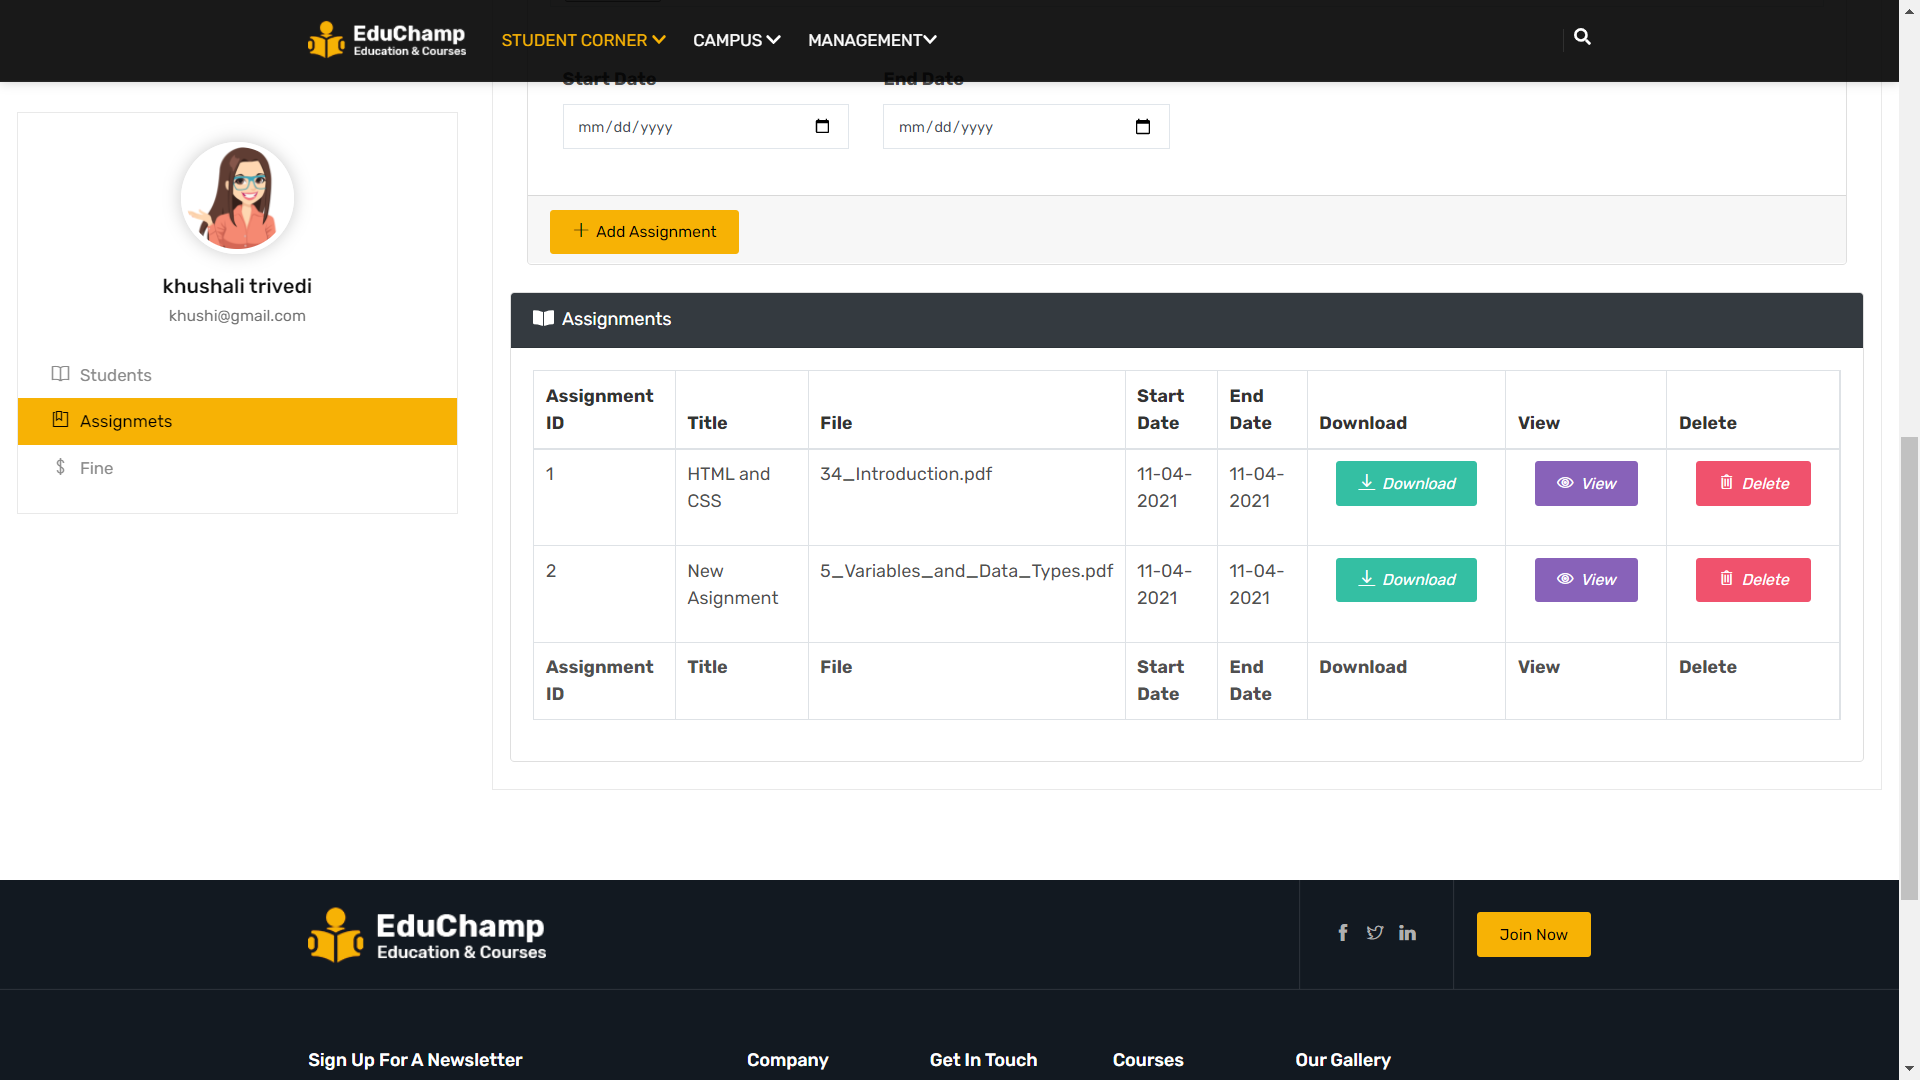 EduChamp
Education & Courses
STUDENT CORNER
CAMPUS
MANAGEMENT
Start Date
End Date
mm/dd/yyyy
mm/dd/yyyy
Add Assignment
khushali trivedi
khushi@gmail.com
Students
Assignmets
Fine
Assignments
Assignment ID Title File Start Date End Date Download View Delete
1 HTML and CSS 34_Introduction.pdf 11-04-2021 11-04-2021 Download View Delete
2 New Asignment 5_Variables_and_Data_Types.pdf 11-04-2021 11-04-2021 Download View Delete
Assignment ID Title File Start Date End Date Download View Delete
EduChamp
Education & Courses
Join Now
Sign Up For A Newsletter
Company
Get In Touch
Courses
Our Gallery